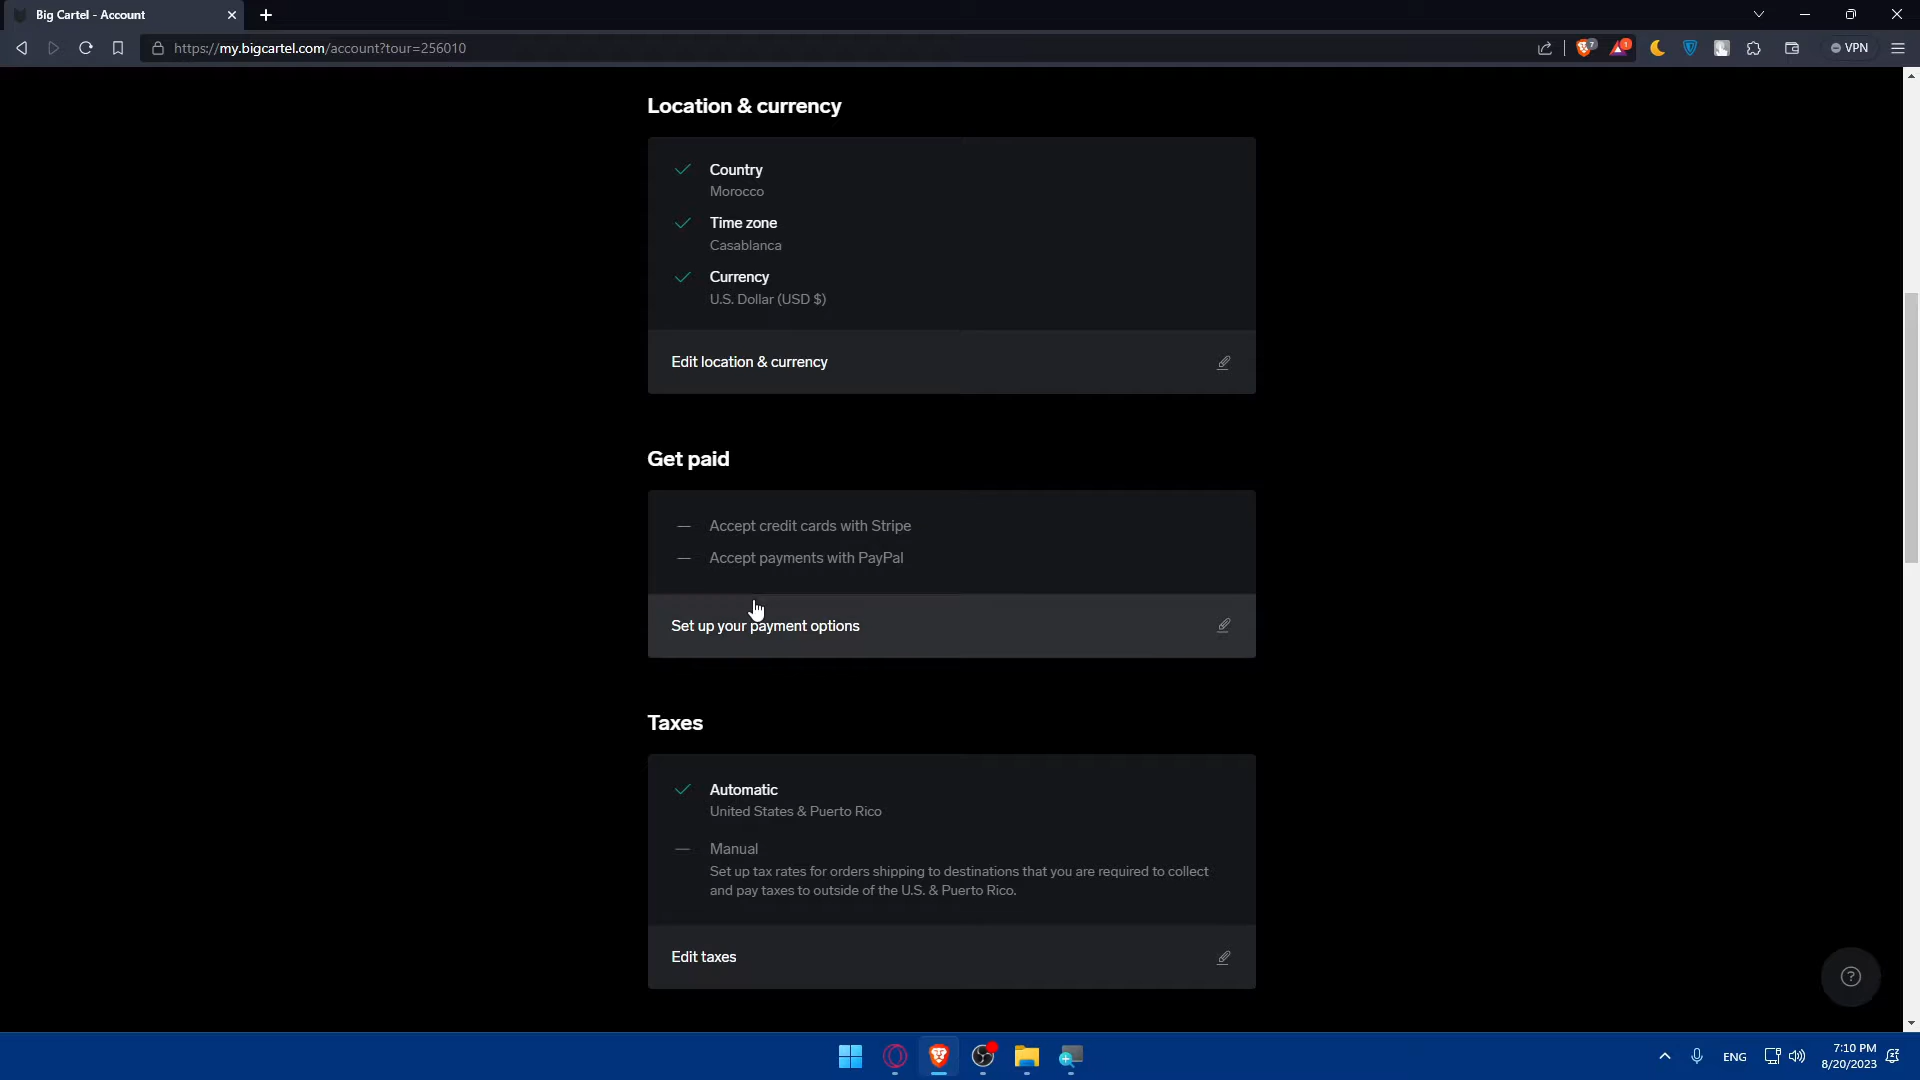 Big Cartel - Account
https://my.bigcartel.com/account?tour=256010
7
1
VPN
Location & currency
Country
Morocco
Time zone
Casablanca
Currency
U.S. Dollar (USD $)
Edit location & currency
Get paid
Accept credit cards with Stripe
Accept payments with PayPal
Set up your payment options
Taxes
Automatic
United States & Puerto Rico
Manual
Set up tax rates for orders shipping to destinations that you are required to collect
and pay taxes to outside of the U.S. & Puerto Rico.
Edit taxes
ENG
7:10 PM
8/20/2023